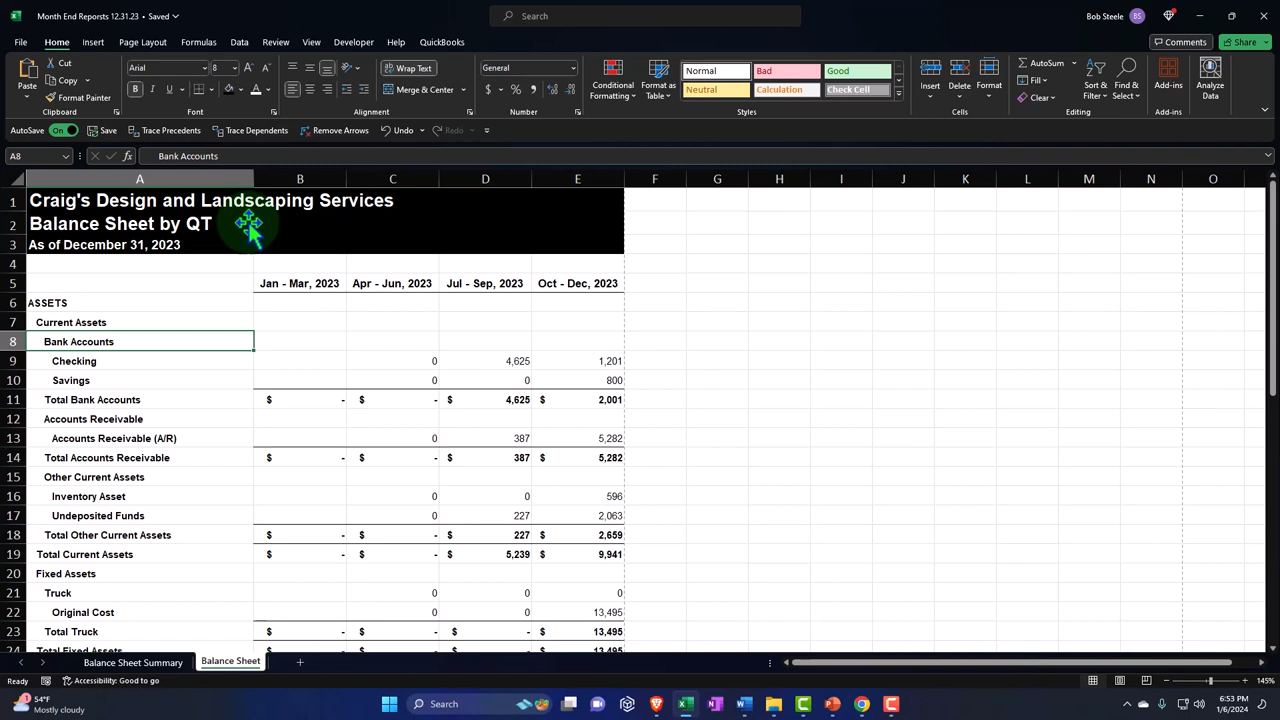 Month End Reporsts 12.31.23 • Saved
Search
Bob Steele BS
File Home Insert Page Layout Formulas Data Review View Developer Help QuickBooks Comments Share
Paste Cut Copy Format Painter Clipboard
Arial 8 Font
Wrap Text Merge & Center Alignment
General Number
Conditional Formatting Format as Table
Normal Bad Good
Neutral Calculation Check Cell
Styles
Insert Delete Format Cells
AutoSum Fill Clear Sort & Filter Find & Select Editing
Add-ins Add-ins
Analyze Data
AutoSave On Save Trace Precedents Trace Dependents Remove Arrows Undo Redo
A8 fx Bank Accounts
A B C D E F G H I J K L M N O
1 Craig's Design and Landscaping Services
2 Balance Sheet by QT
3 As of December 31, 2023
4
5 Jan - Mar, 2023 Apr - Jun, 2023 Jul - Sep, 2023 Oct - Dec, 2023
6 ASSETS
7 Current Assets
8 Bank Accounts
9 Checking 0 4,625 1,201
10 Savings 0 0 800
11 Total Bank Accounts $ - $ - $ 4,625 $ 2,001
12 Accounts Receivable
13 Accounts Receivable (A/R) 0 387 5,282
14 Total Accounts Receivable $ - $ - $ 387 $ 5,282
15 Other Current Assets
16 Inventory Asset 0 0 596
17 Undeposited Funds 0 227 2,063
18 Total Other Current Assets $ - $ - $ 227 $ 2,659
19 Total Current Assets $ - $ - $ 5,239 $ 9,941
20 Fixed Assets
21 Truck 0 0 0
22 Original Cost 0 0 13,495
23 Total Truck $ - $ - $ - $ 13,495
24 Total Fixed Assets $ - $ - $ - $ 13,495
Balance Sheet Summary Balance Sheet
Ready Accessibility: Good to go 145%
54°F
Mostly cloudy
Search
6:53 PM
1/6/2024